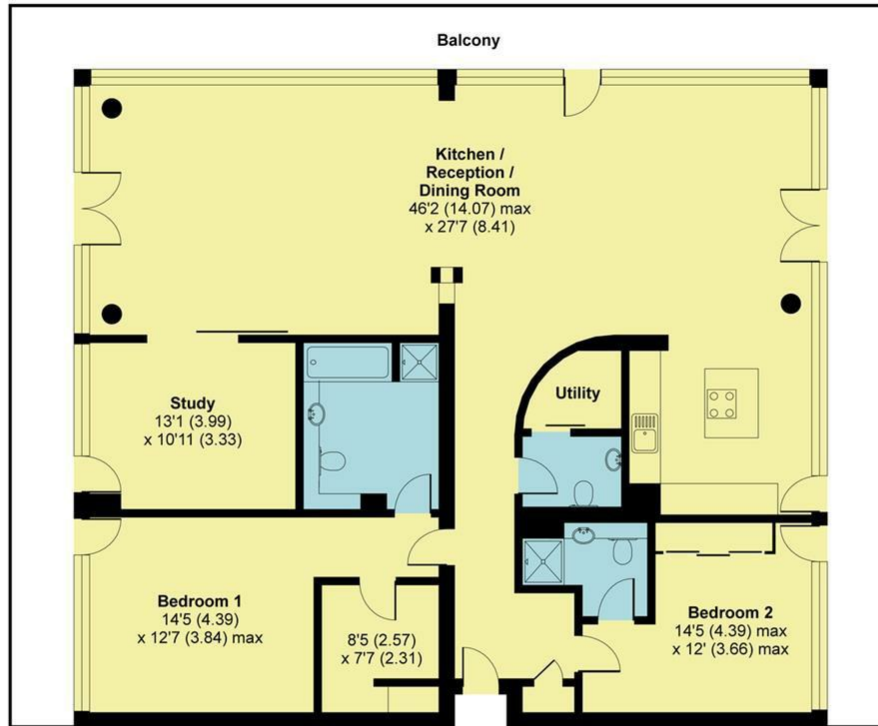 Balcony
Kitchen /
Reception /
Dining Room
46'2 (14.07) max
x 27'7 (8.41)
Study
13'1 (3.99)
x 10'11 (3.33)
Utility
Bedroom 1
14'5 (4.39)
x 12'7 (3.84) max
8'5 (2.57)
x 7'7 (2.31)
Bedroom 2
14'5 (4.39) max
x 12' (3.66) max